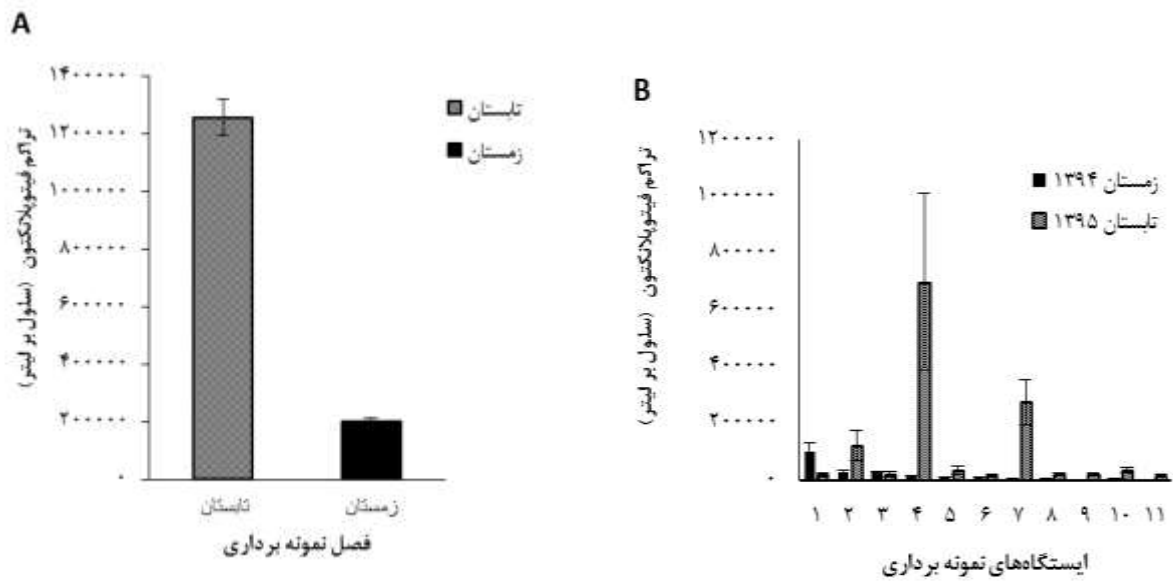 A
تراکم فیتوپلانکتون (سلول بر لیتر)
۱۴۰۰۰۰۰
۱۲۰۰۰۰۰
۱۰۰۰۰۰۰
۸۰۰۰۰۰
۶۰۰۰۰۰
۴۰۰۰۰۰
۲۰۰۰۰۰
۰
تابستان
زمستان
تابستان زمستان
فصل نمونه برداری
B
تراکم فیتوپلانکتون (سلول بر لیتر)
۱۲۰۰۰۰۰
۱۰۰۰۰۰۰
۸۰۰۰۰۰
۶۰۰۰۰۰
۴۰۰۰۰۰
۲۰۰۰۰۰
۰
زمستان ۱۳۹۴
تابستان ۱۳۹۵
۱ ۲ ۳ ۴ ۵ ۶ ۷ ۸ ۹ ۱۰ ۱۱
ایستگاه‌های نمونه برداری